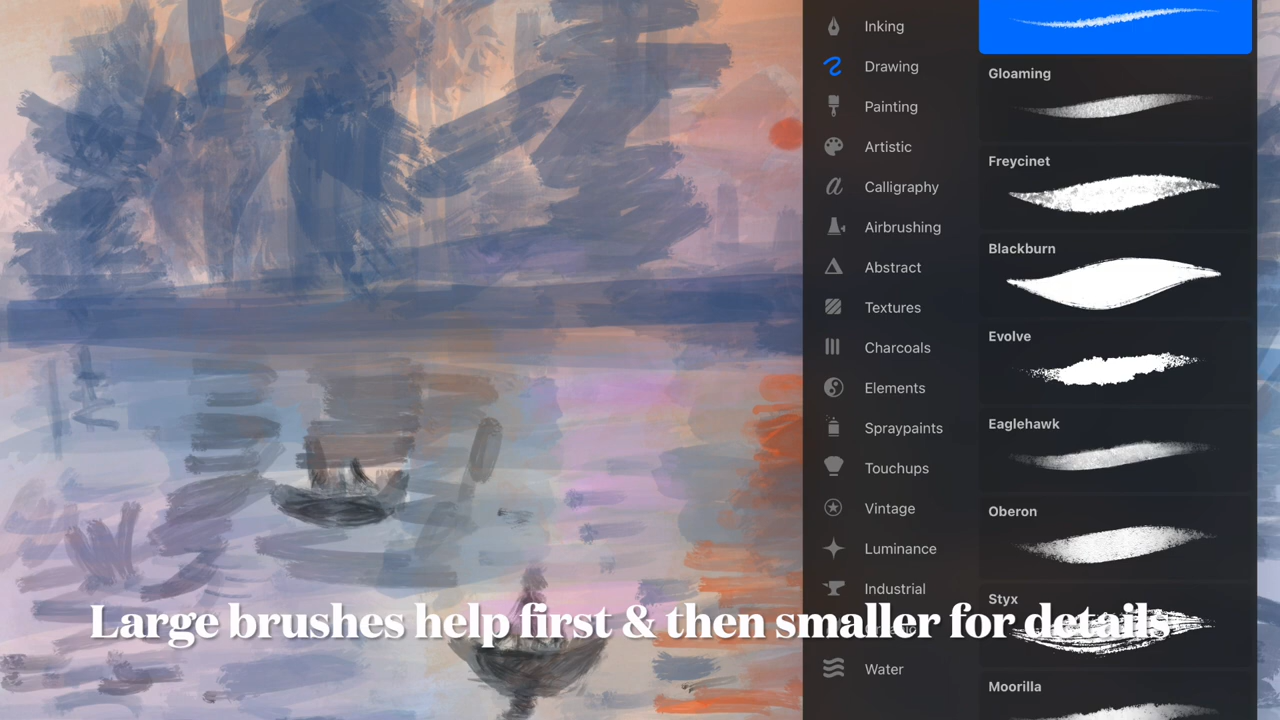 Inking
Drawing
Painting
Artistic
Calligraphy
Airbrushing
Abstract
Textures
Charcoals
Elements
Spraypaints
Touchups
Vintage
Luminance
Industrial
Water
Gloaming
Freycinet
Blackburn
Evolve
Eaglehawk
Oberon
Styx
Moorilla
Large brushes help first & then smaller for details